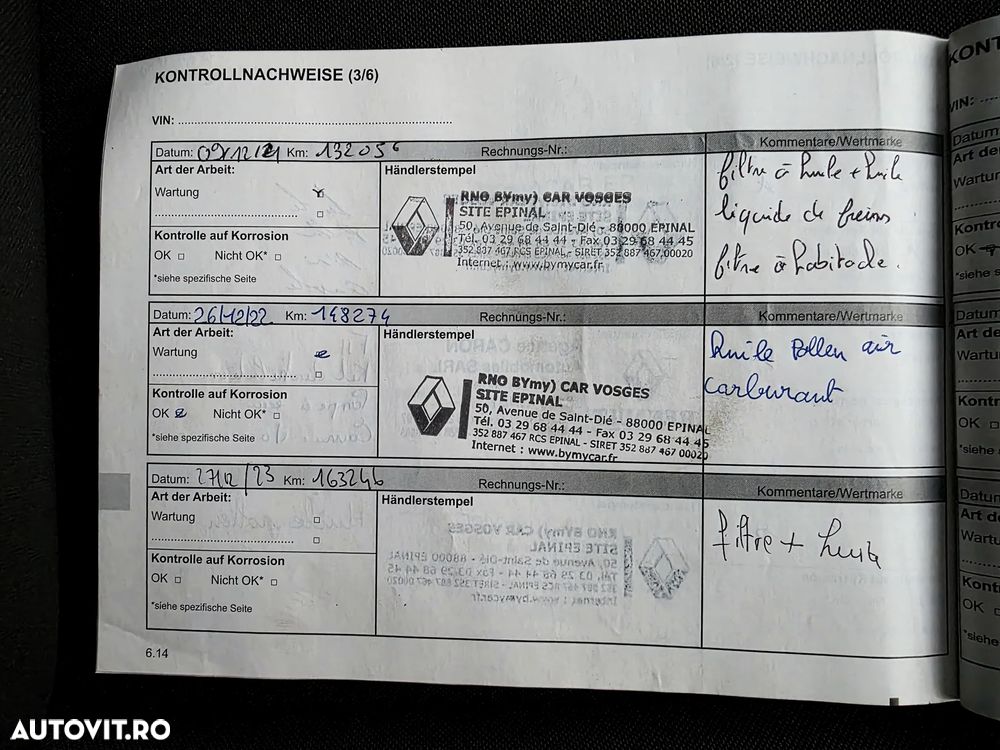 KONTROLLNACHWEISE (3/6)
VIN:
Datum: 09/12/21 Km: 132056 Rechnungs-Nr.: Kommentare/Wertmarke
Art der Arbeit:
Wartung
Kontrolle auf Korrosion
OK Nicht OK*
*siehe spezifische Seite
Händlerstempel
RNO BYmy) CAR VOSGES
SITE EPINAL
50, Avenue de Saint-Dié - 88000 EPINAL
Tél. 03 29 68 44 44 - Fax 03 29 68 44 45
352 887 467 RCS EPINAL - SIRET 352 887 467 00020
Internet : www.bymycar.fr
filtre à huile + huile
liquide de freins
filtre à habitacle.
Datum: 26/12/22 Km: 148274 Rechnungs-Nr.: Kommentare/Wertmarke
Art der Arbeit:
Wartung
Kontrolle auf Korrosion
OK Nicht OK*
*siehe spezifische Seite
Händlerstempel
RNO BYmy) CAR VOSGES
SITE EPINAL
50, Avenue de Saint-Dié - 88000 EPINAL
Tél. 03 29 68 44 44 - Fax 03 29 68 44 45
352 887 467 RCS EPINAL - SIRET 352 887 467 00020
Internet : www.bymycar.fr
huile Pollen air
carburant
Datum: 27/12/23 Km: 163246 Rechnungs-Nr.: Kommentare/Wertmarke
Art der Arbeit:
Wartung
Kontrolle auf Korrosion
OK Nicht OK*
*siehe spezifische Seite
Händlerstempel
filtre + huile
6.14
VIN:
Datum
OK
AUTOVIT.RO